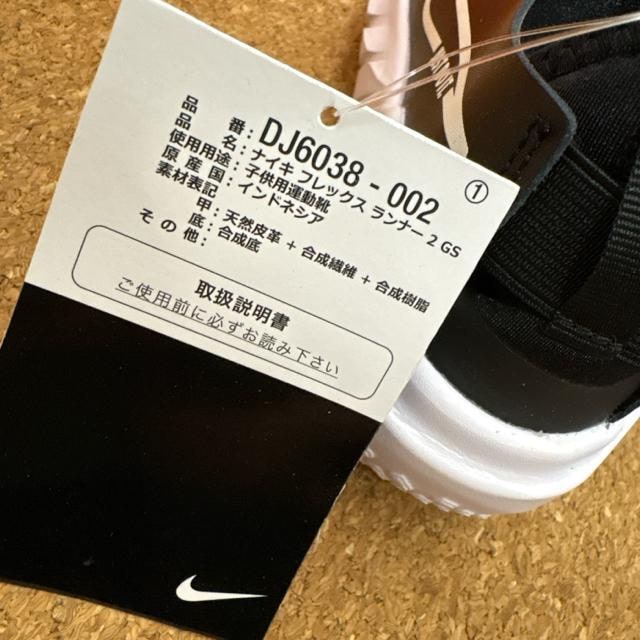 ①
品番：DJ6038-002
品名：ナイキ フレックス ランナー 2 GS
使用用途：子供用運動靴
原産国：インドネシア
素材表記
甲：天然皮革 + 合成繊維 + 合成樹脂
底：合成底
その他：
取扱説明書
ご使用前に必ずお読み下さい